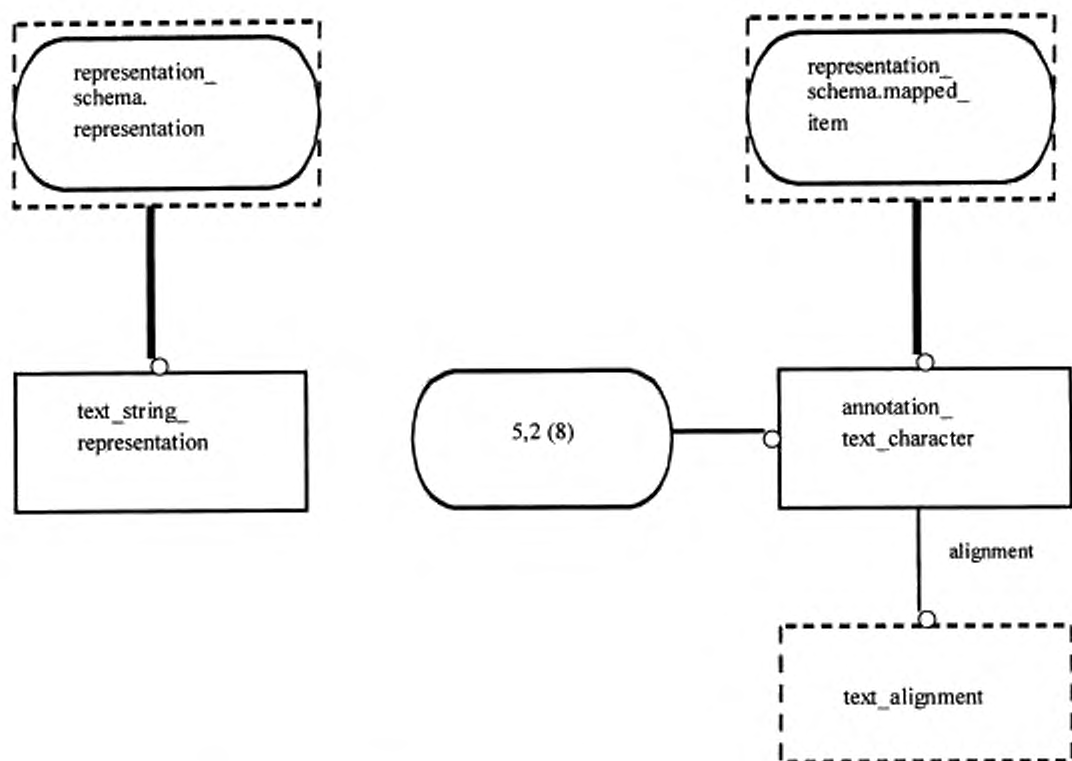 representation_
schema.
representation
representation_
schema.mapped_
item
text_string_
representation
5,2 (8)
annotation_
text_character
alignment
text_alignment